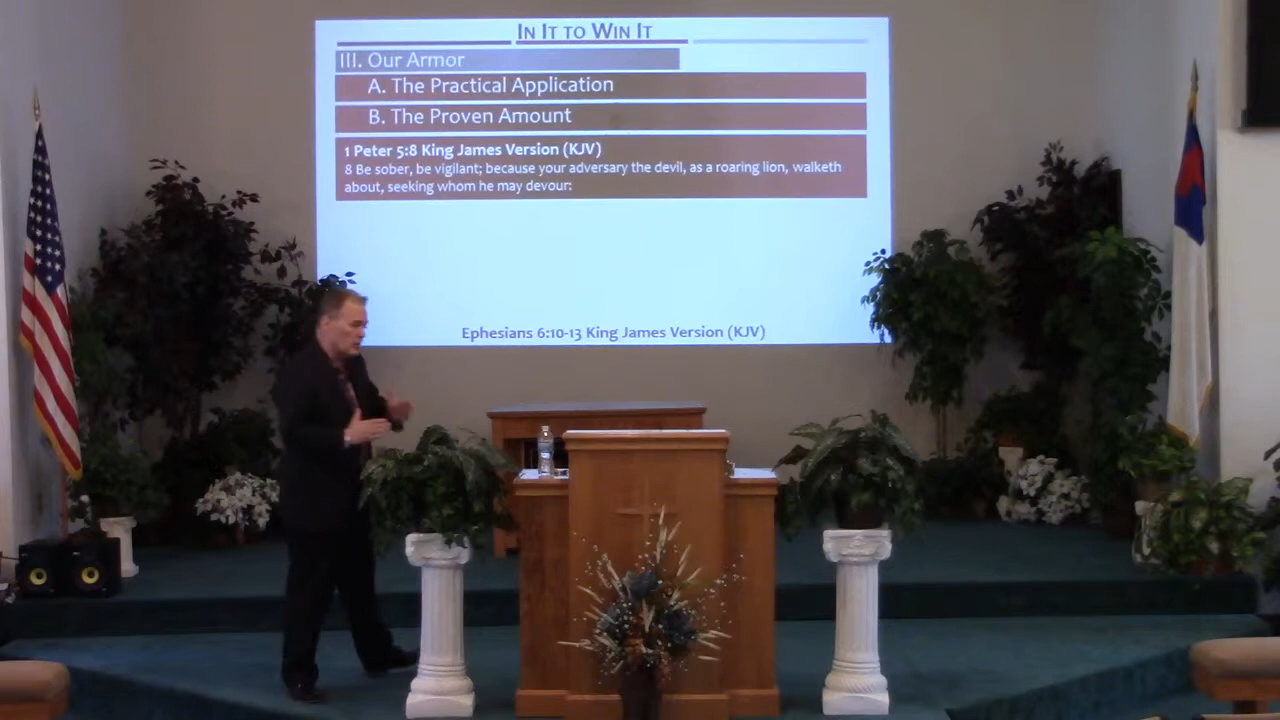 In It to Win It
III. Our Armor
A. The Practical Application
B. The Proven Amount
1 Peter 5:8 King James Version (KJV)
8 Be sober, be vigilant; because your adversary the devil, as a roaring lion, walketh
about, seeking whom he may devour:
Ephesians 6:10-13 King James Version (KJV)